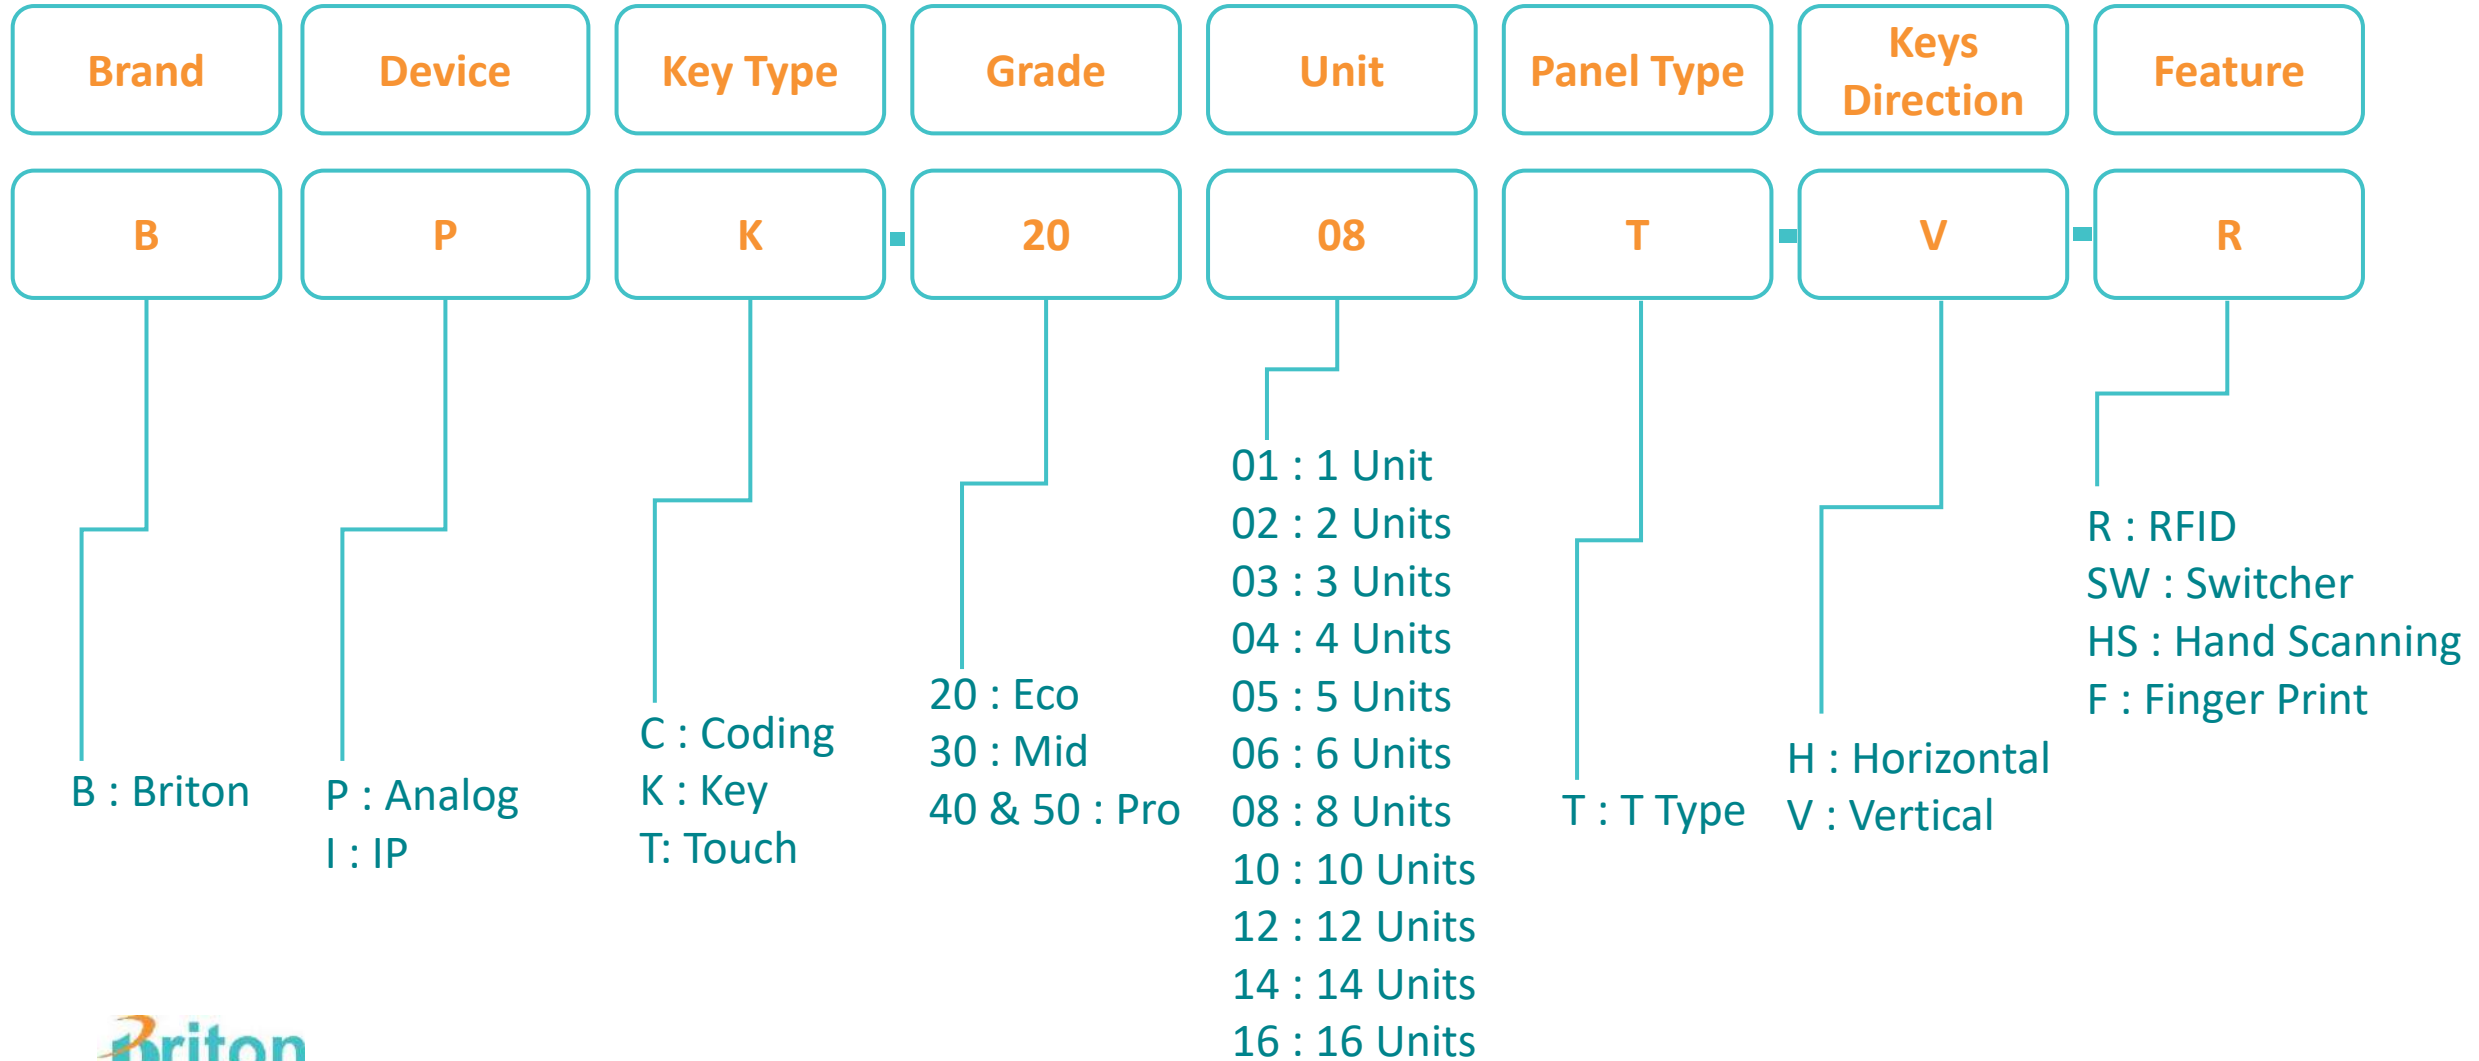 Brand
Device
Key Type
Grade
Unit
Panel Type
Keys
Direction
Feature
B
P
K
20
08
T
V
R
B : Briton
P : Analog
I : IP
C : Coding
K : Key
T: Touch
20 : Eco
30 : Mid
40 & 50 : Pro
01 : 1 Unit
02 : 2 Units
03 : 3 Units
04 : 4 Units
05 : 5 Units
06 : 6 Units
08 : 8 Units
10 : 10 Units
12 : 12 Units
14 : 14 Units
16 : 16 Units
T : T Type
H : Horizontal
V : Vertical
R : RFID
SW : Switcher
HS : Hand Scanning
F : Finger Print
Briton